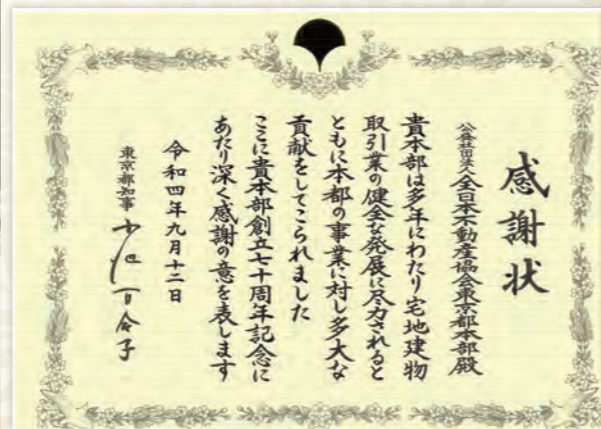 感謝状
公益社団法人全日本不動産協会東京都本部殿
貴本部は多年にわたり宅地建物
取引業の健全な発展に尽力されると
ともに本都の事業に対し多大な
貢献をしてこられました
ここに貴本部創立七十周年記念に
あたり深く感謝の意を表します
令和四年九月十二日
東京都知事 小池百合子